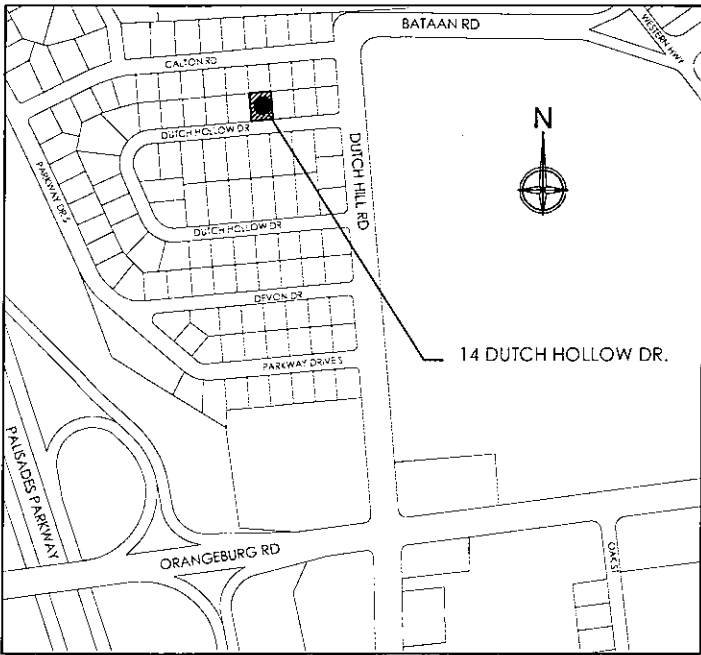 BATAAN RD
WESTERN HWY
CALTON RD
N
DUTCH HOLLOW DR
DUTCH HILL RD
PARKWAY DR S
DUTCH HOLLOW DR
DEVON DR
14 DUTCH HOLLOW DR.
PARKWAY DRIVE S
PALISADES PARKWAY
ORANGEBURG RD
OAK ST